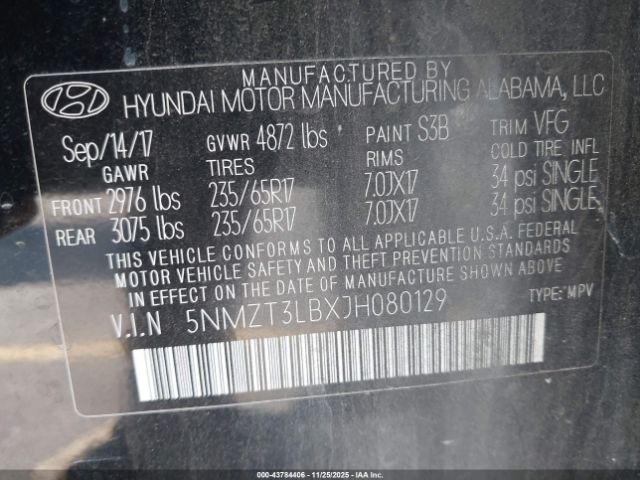 MANUFACTURED BY
HYUNDAI MOTOR MANUFACTURING ALABAMA, LLC
Sep/14/17 GVWR 4872 lbs PAINT S3B TRIM VFG
GAWR TIRES RIMS COLD TIRE INFL
FRONT 2976 lbs 235/65R17 7.0JX17 34 psi SINGLE
REAR 3075 lbs 235/65R17 7.0JX17 34 psi SINGLE
THIS VEHICLE CONFORMS TO ALL APPLICABLE U.S.A. FEDERAL
MOTOR VEHICLE SAFETY AND THEFT PREVENTION STANDARDS
IN EFFECT ON THE DATE OF MANUFACTURE SHOWN ABOVE
V.I.N 5NMZT3LBXJH080129 TYPE: MPV
000-43784406 - 11/25/2025 - IAAI.COM